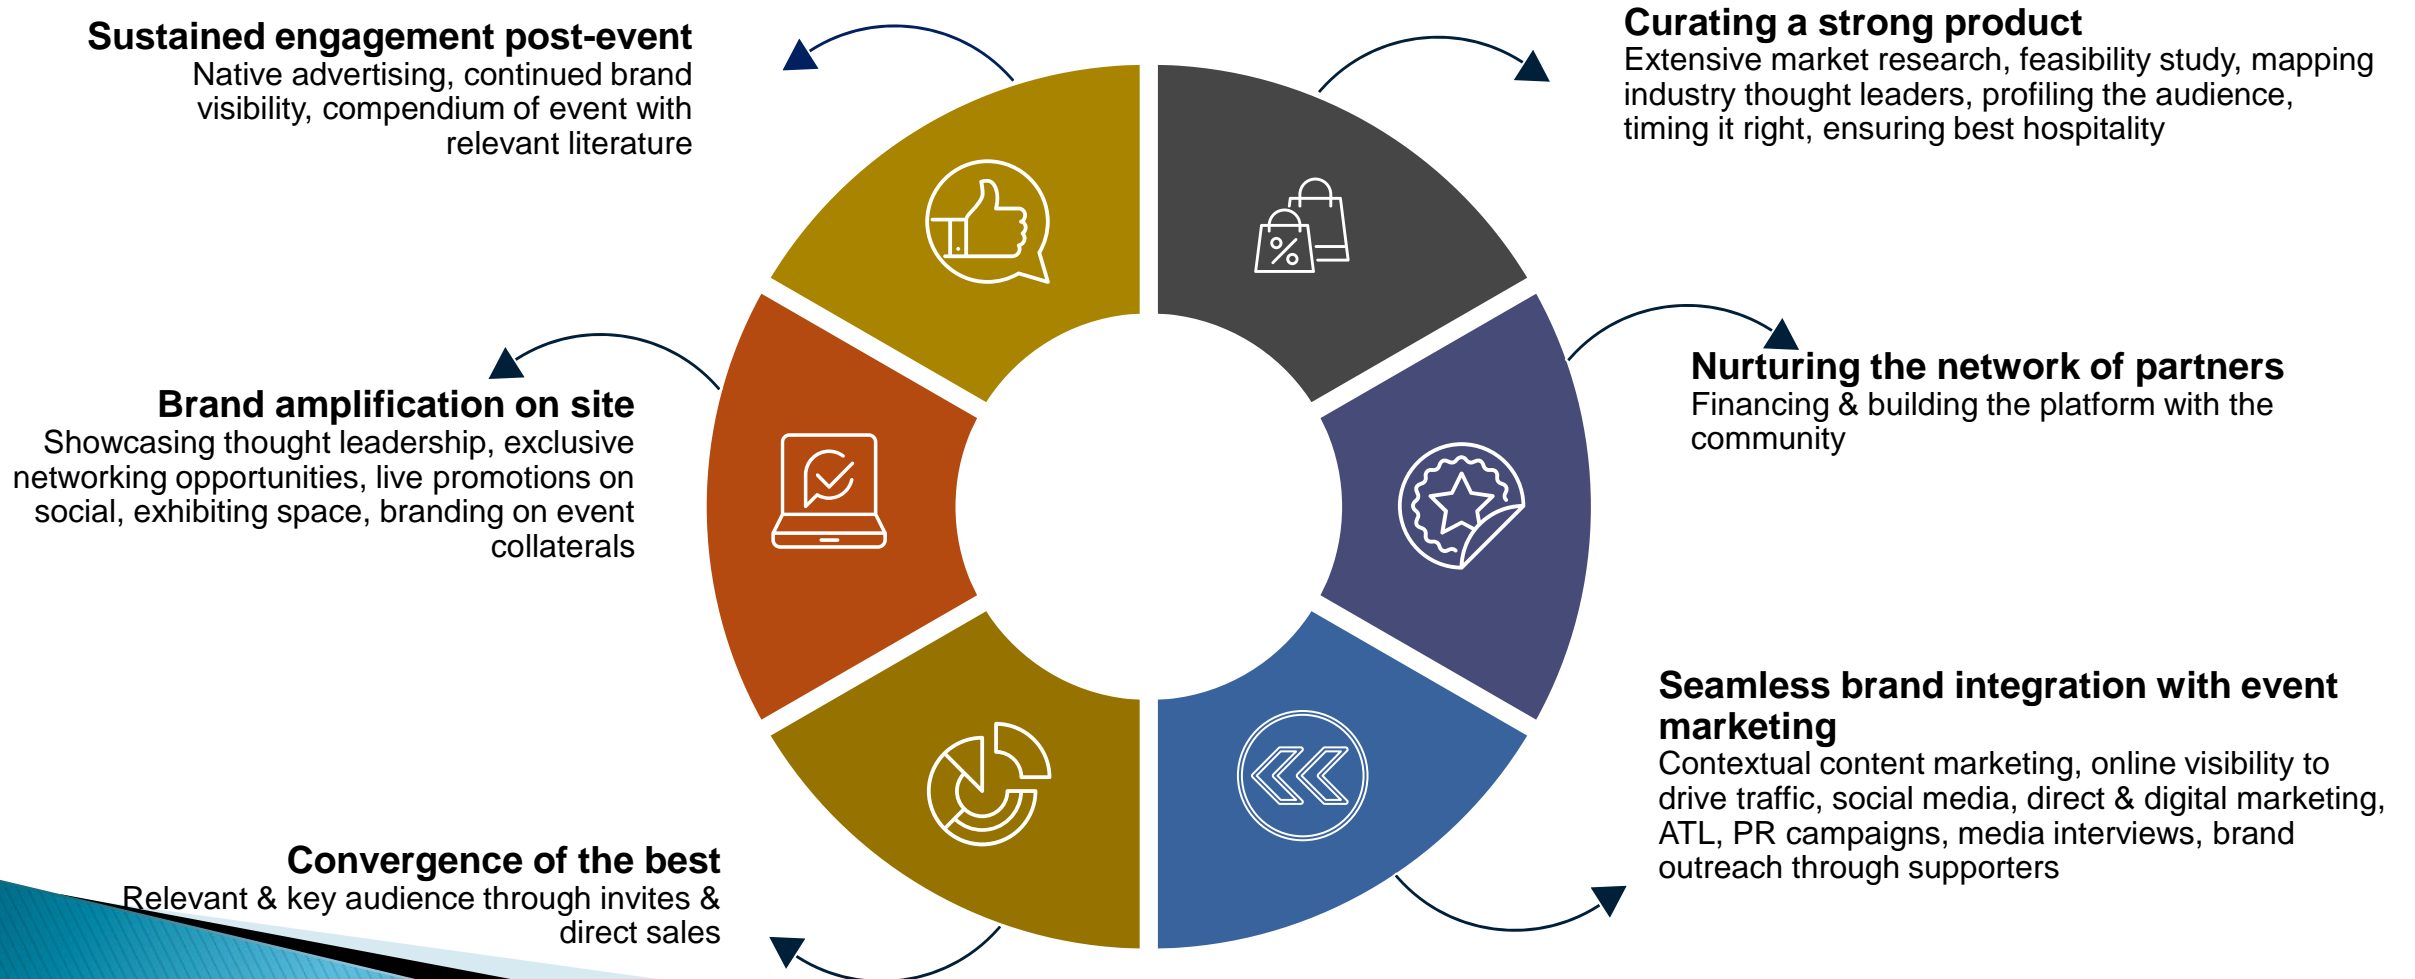 Sustained engagement post-event
Native advertising, continued brand
visibility, compendium of event with
relevant literature
Curating a strong product
Extensive market research, feasibility study, mapping
industry thought leaders, profiling the audience,
timing it right, ensuring best hospitality
%
Nurturing the network of partners
Financing & building the platform with the
community
Brand amplification on site
Showcasing thought leadership, exclusive
networking opportunities, live promotions on
social, exhibiting space, branding on event
collaterals
Seamless brand integration with event
marketing
Contextual content marketing, online visibility to
drive traffic, social media, direct & digital marketing,
ATL, PR campaigns, media interviews, brand
outreach through supporters
Convergence of the best
Relevant & key audience through invites &
direct sales